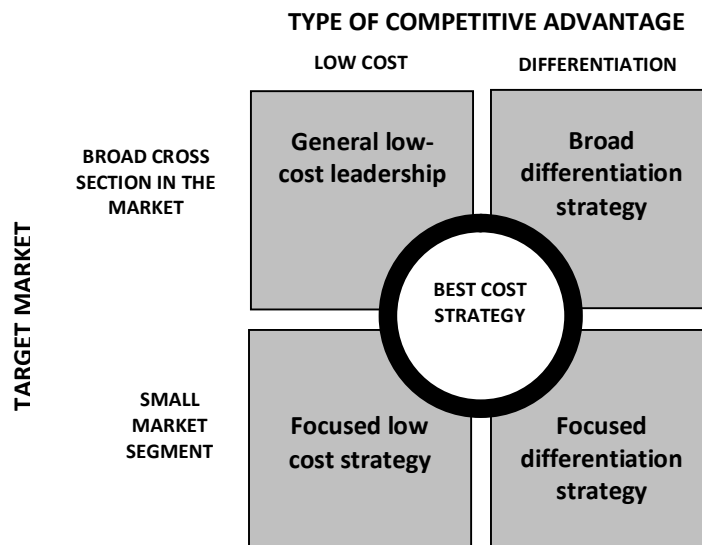 TYPE OF COMPETITIVE ADVANTAGE
LOW COST
DIFFERENTIATION
TARGET MARKET
BROAD CROSS
SECTION IN THE
MARKET
General low-
cost leadership
Broad
differentiation
strategy
BEST COST
STRATEGY
SMALL
MARKET
SEGMENT
Focused low
cost strategy
Focused
differentiation
strategy